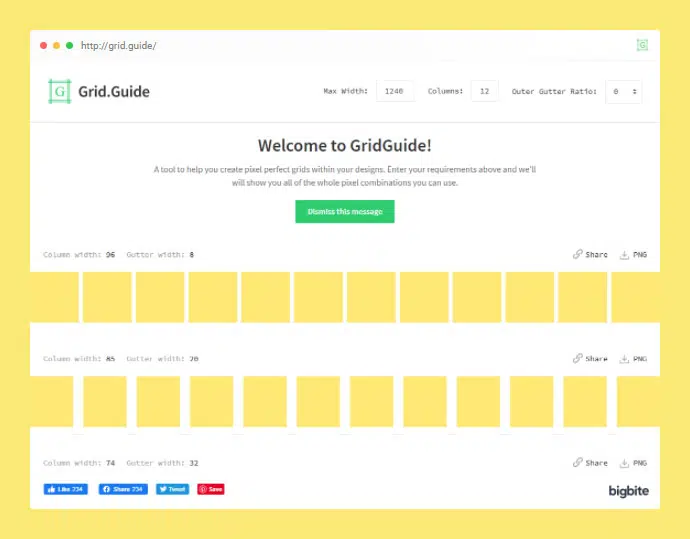 http://grid.guide/
G
G Grid.Guide
Max Width: 1240 Columns: 12 Outer Gutter Ratio: 0
Welcome to GridGuide!
A tool to help you create pixel perfect grids within your designs. Enter your requirements above and we'll
will show you all of the whole pixel combinations you can use.
Dismiss this message
Column width: 96 Gutter width: 8 Share PNG
Column width: 85 Gutter width: 20 Share PNG
Column width: 74 Gutter width: 32 Share PNG
Like 234 Share 234 Tweet Save bigbite